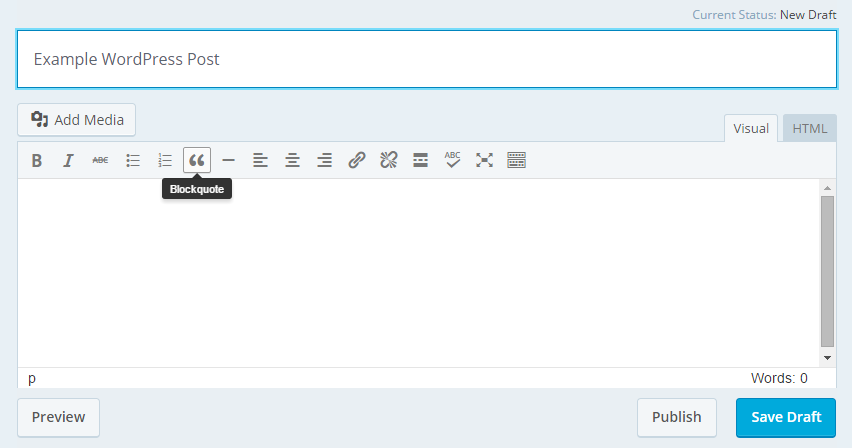 Current Status: New Draft
Example WordPress Post
Add Media
Visual HTML
B I ABC ABC
Blockquote
p Words: 0
Preview Publish Save Draft